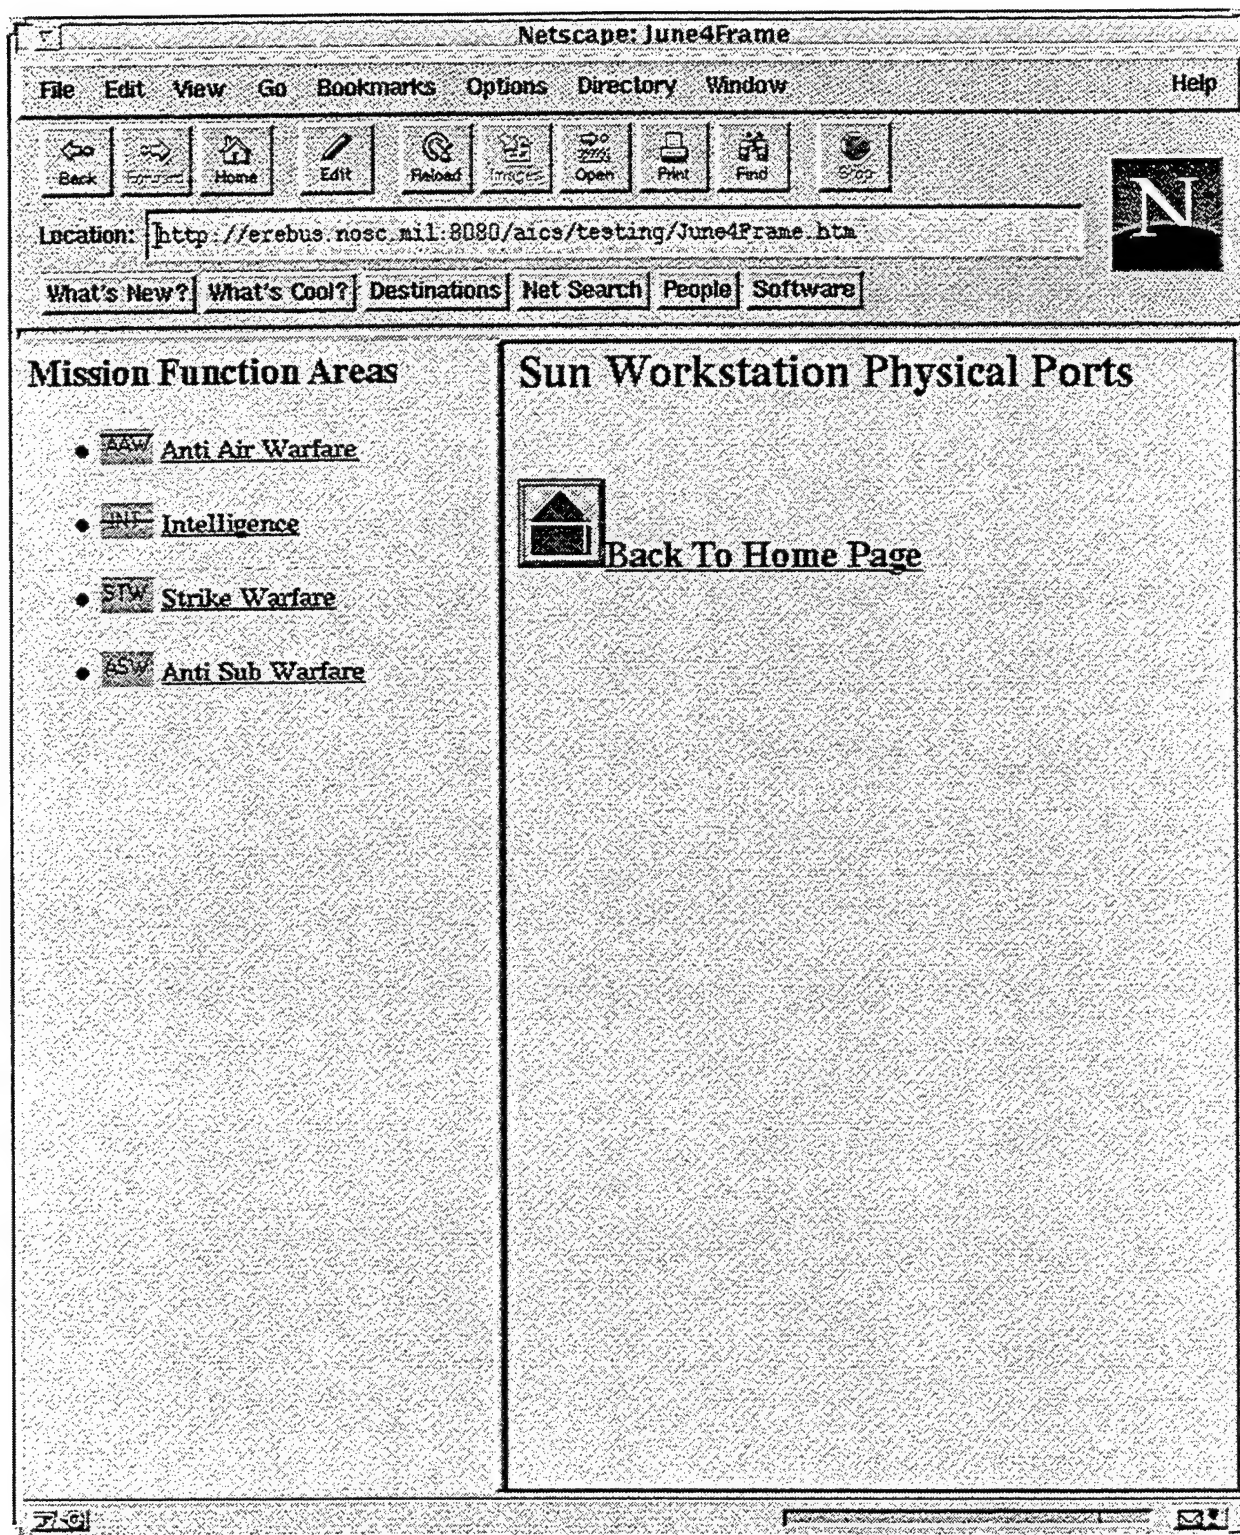 Netscape: June4Frame
File Edit View Go Bookmarks Options Directory Window Help
Back Forward Home Edit Reload Images Open Print Find Stop
Location: http://erebus.nosc.mil:8080/aics/testing/June4Frame.htm
N
What's New? What's Cool? Destinations Net Search People Software
Mission Function Areas
AAW Anti Air Warfare
INT Intelligence
STW Strike Warfare
ASW Anti Sub Warfare
Sun Workstation Physical Ports
Back To Home Page